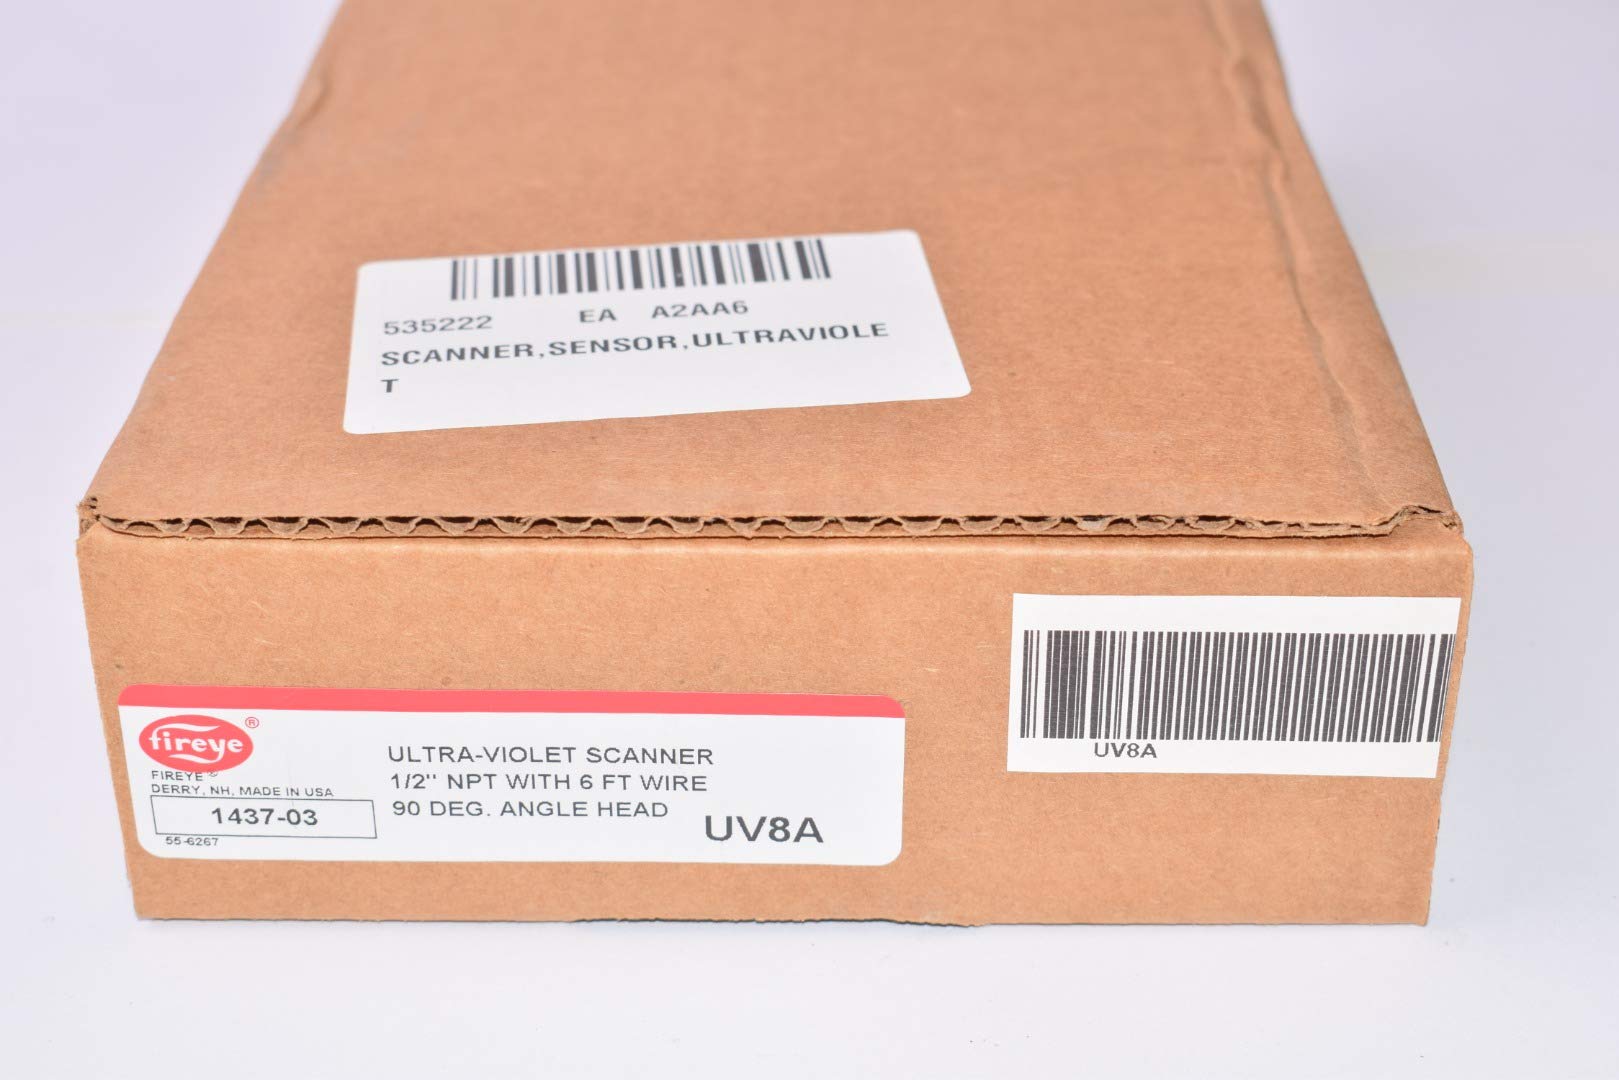 535222 EA A2AA6
SCANNER,SENSOR,ULTRAVIOLE
T
fireye®
FIREYE®
DERRY, NH, MADE IN USA
1437-03
55-6267
ULTRA-VIOLET SCANNER
1/2" NPT WITH 6 FT WIRE
90 DEG. ANGLE HEAD
UV8A
UV8A